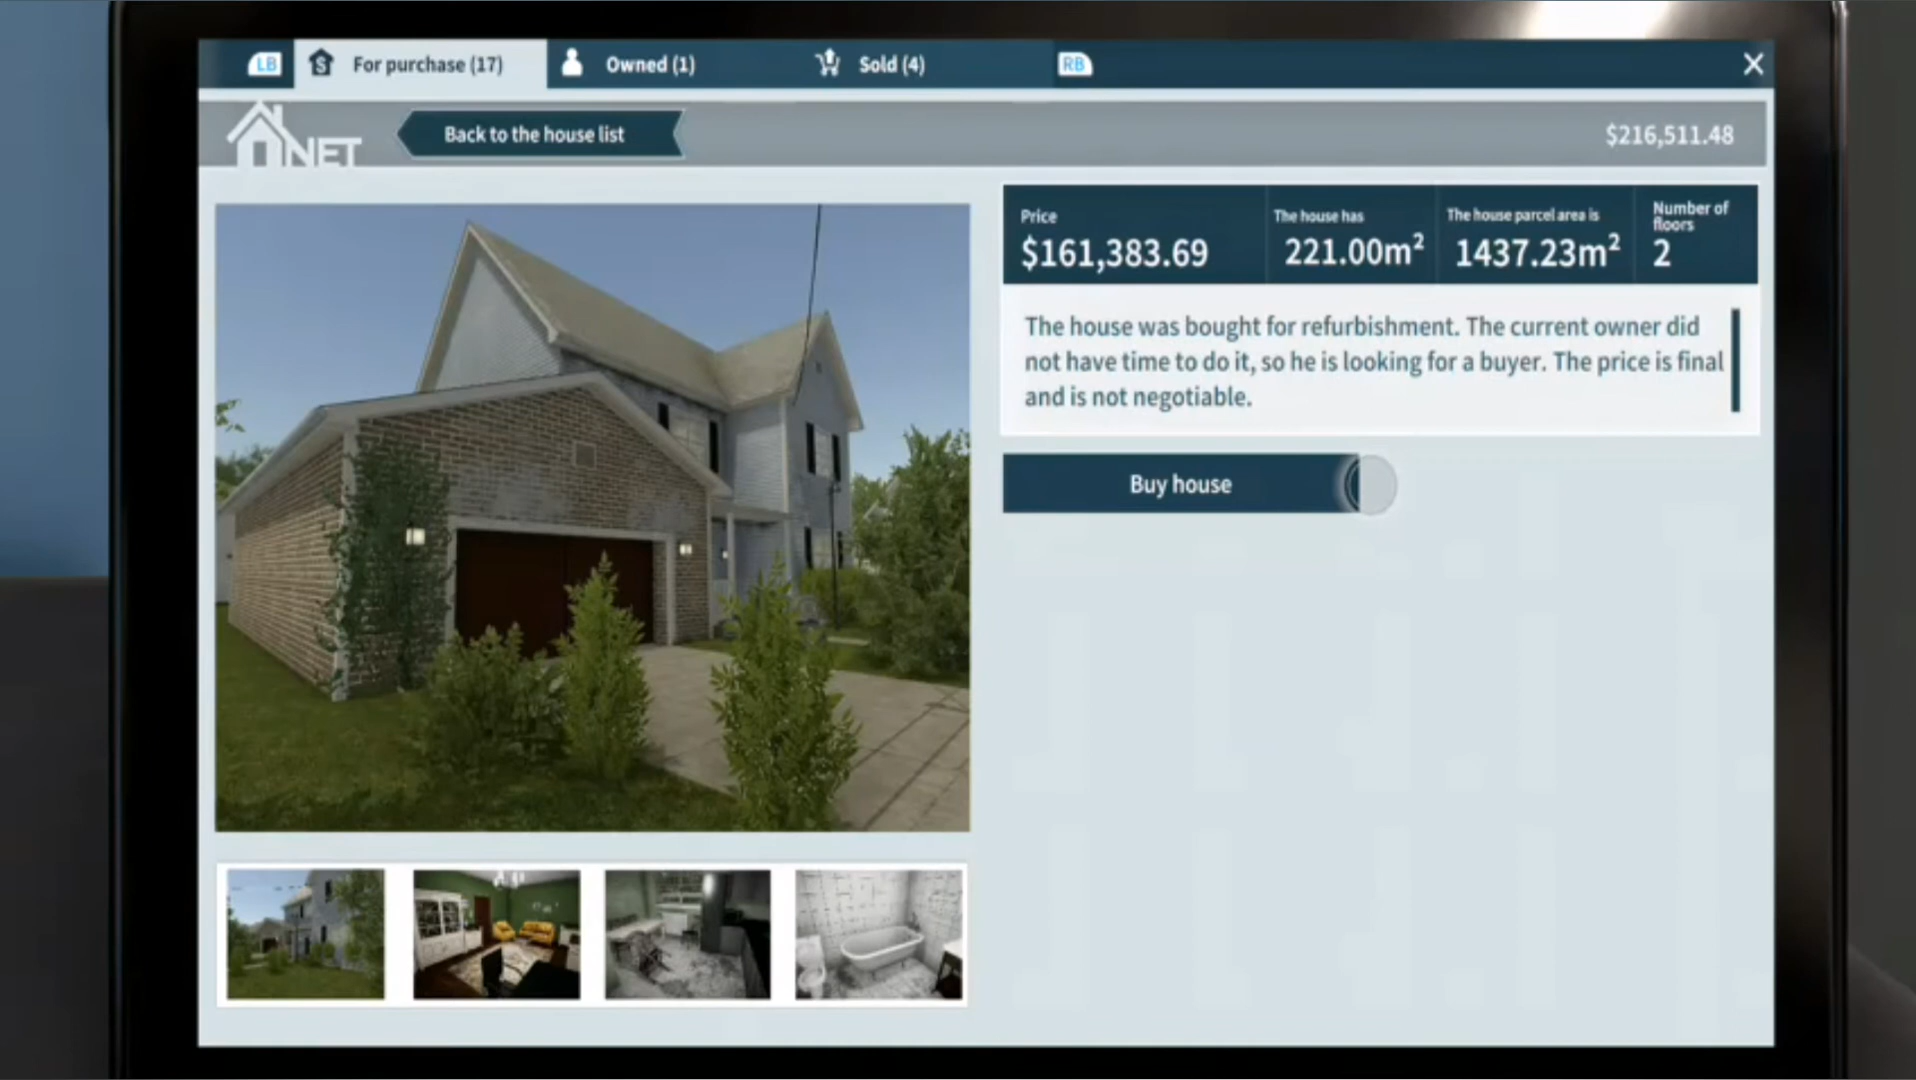 LB
For purchase (17)
Owned (1)
Sold (4)
RB
NET
Back to the house list
$216,511.48
Price
$161,383.69
The house has
221.00m²
The house parcel area is
1437.23m²
Number of
floors
2
The house was bought for refurbishment. The current owner did
not have time to do it, so he is looking for a buyer. The price is final
and is not negotiable.
Buy house